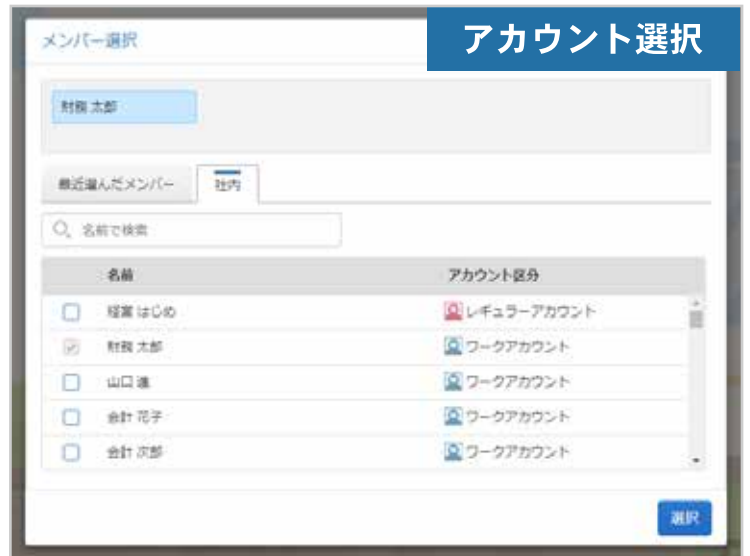 メンバー選択
アカウント選択
財務 太郎
最近選んだメンバー
社内
名前で検索
名前 アカウント区分
経営 はじめ レギュラーアカウント
財務 太郎 ワークアカウント
山口 進 ワークアカウント
会計 花子 ワークアカウント
会計 次郎 ワークアカウント
選択